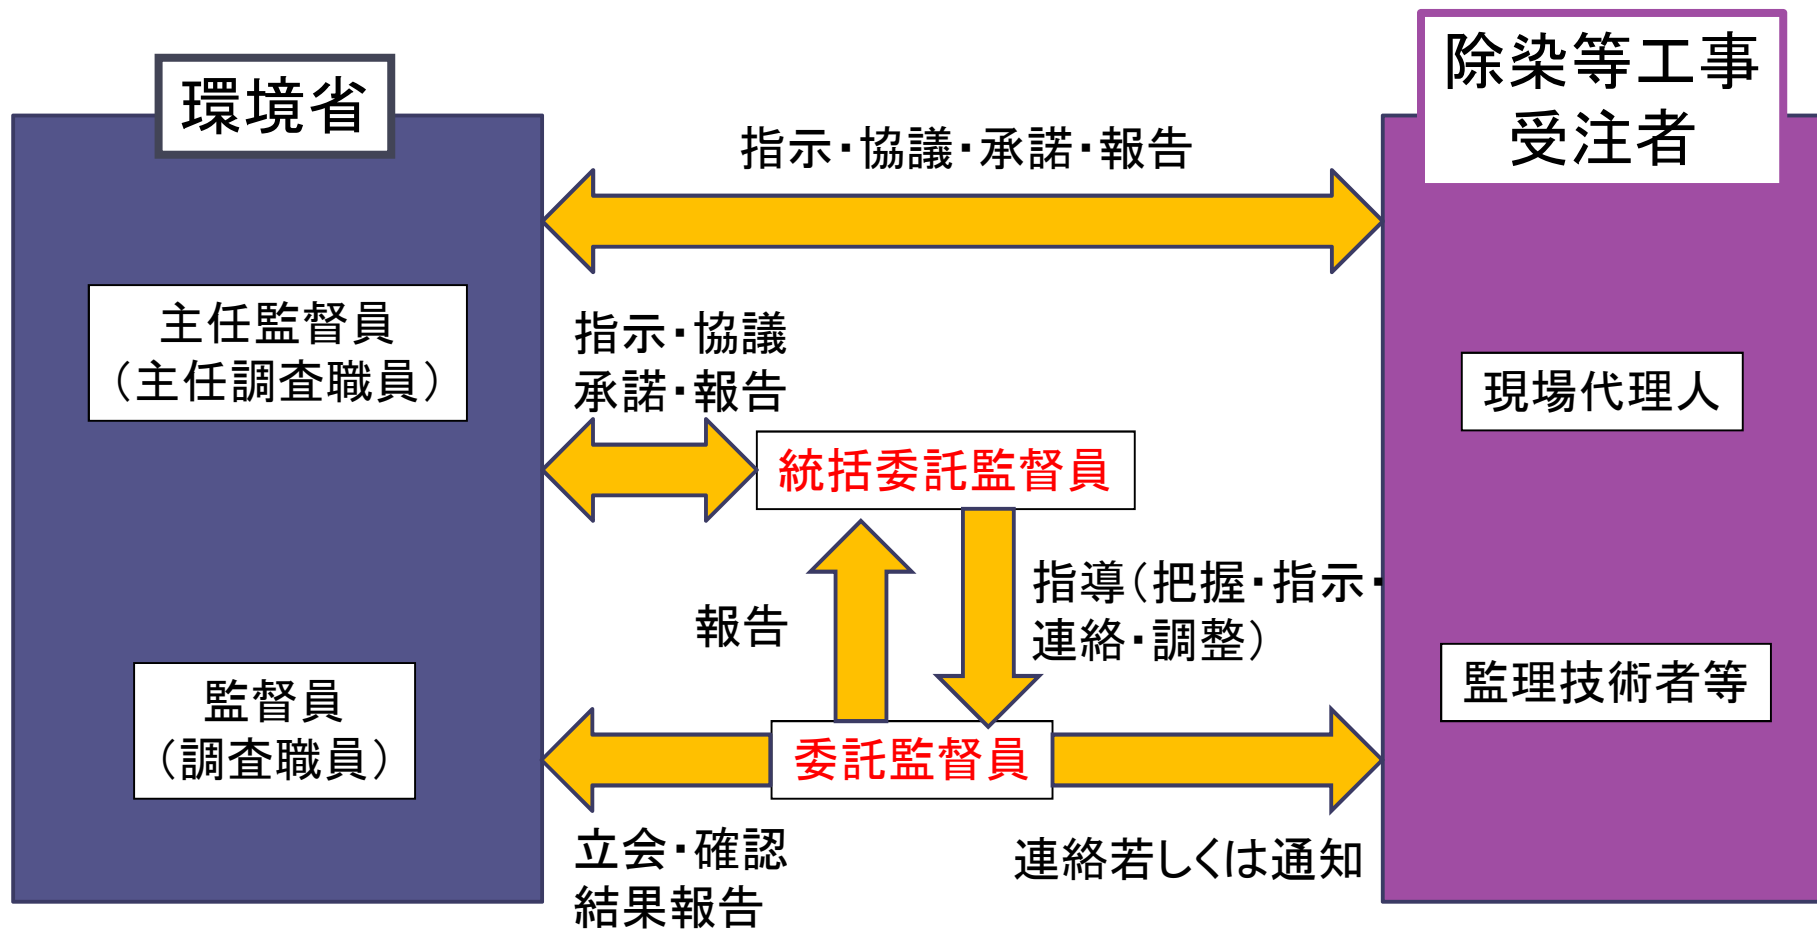 環境省
除染等工事
受注者
指示・協議・承諾・報告
主任監督員
（主任調査職員）
指示・協議
承諾・報告
現場代理人
統括委託監督員
報告
指導（把握・指示・
連絡・調整）
監督員
（調査職員）
委託監督員
監理技術者等
立会・確認
結果報告
連絡若しくは通知